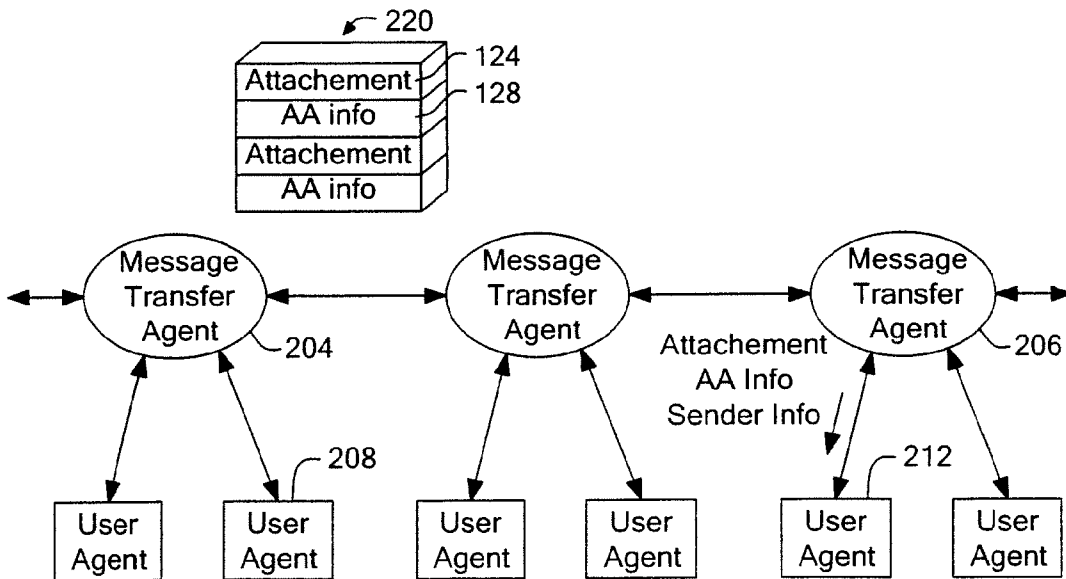 220
Attachement
124
AA info
128
Attachement
AA info
Message
Transfer
Agent
204
Message
Transfer
Agent
Message
Transfer
Agent
206
Attachement
AA Info
Sender Info
User
Agent
208
User
Agent
User
Agent
User
Agent
212
User
Agent
User
Agent